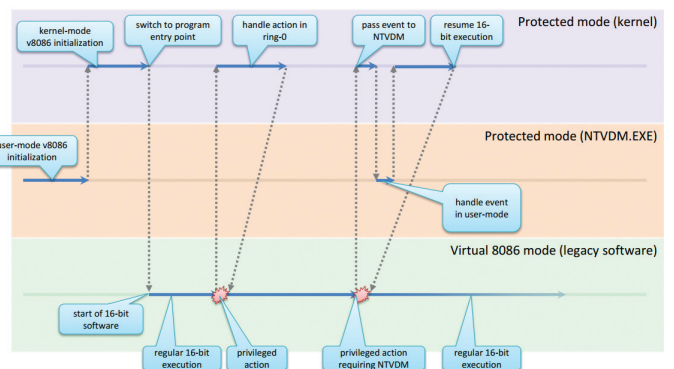 kernel-mode
v8086 initialization
switch to program
entry point
handle action in
ring-0
pass event to
NTVDM
resume 16-
bit execution
Protected mode (kernel)
user-mode v8086
initialization
Protected mode (NTVDM.EXE)
handle event
in user-mode
Virtual 8086 mode (legacy software)
start of 16-bit
software
regular 16-bit
execution
privileged
action
privileged action
requiring NTVDM
regular 16-bit
execution